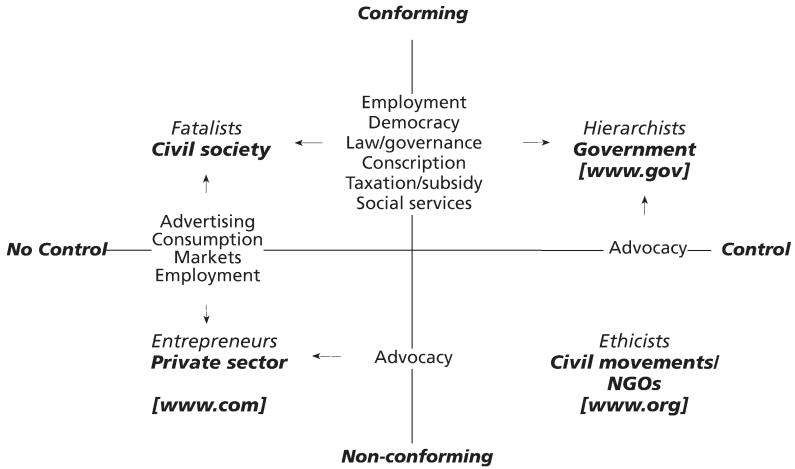 Conforming
Employment
Democracy
Law/governance
Conscription
Taxation/subsidy
Social services
Fatalists
Civil society
Hierarchists
Government
[www.gov]
Advertising
Consumption
Markets
Employment
No Control
Advocacy
Control
Entrepreneurs
Private sector
[www.com]
Advocacy
Ethicists
Civil movements/
NGOs
[www.org]
Non-conforming